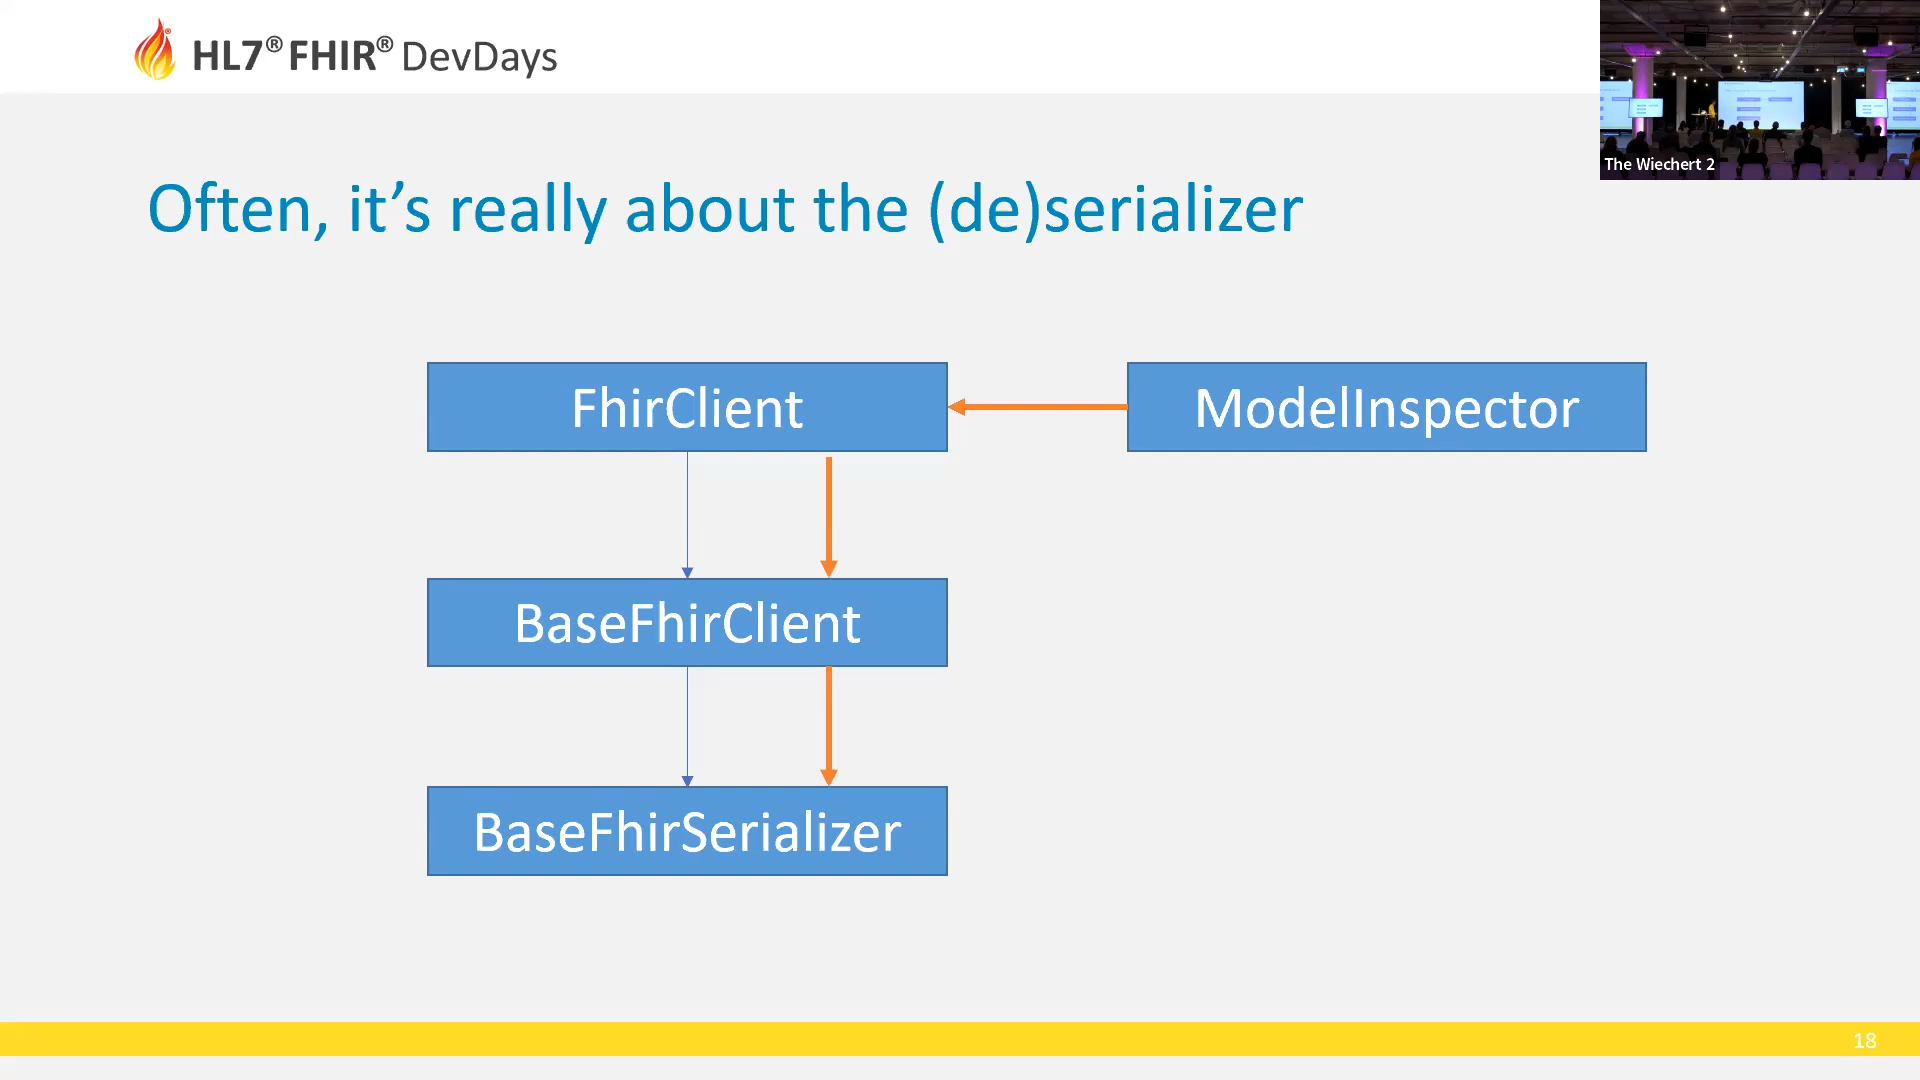 HL7® FHIR® DevDays
The Wiechert 2
Often, it's really about the (de)serializer
FhirClient
ModelInspector
BaseFhirClient
BaseFhirSerializer
18